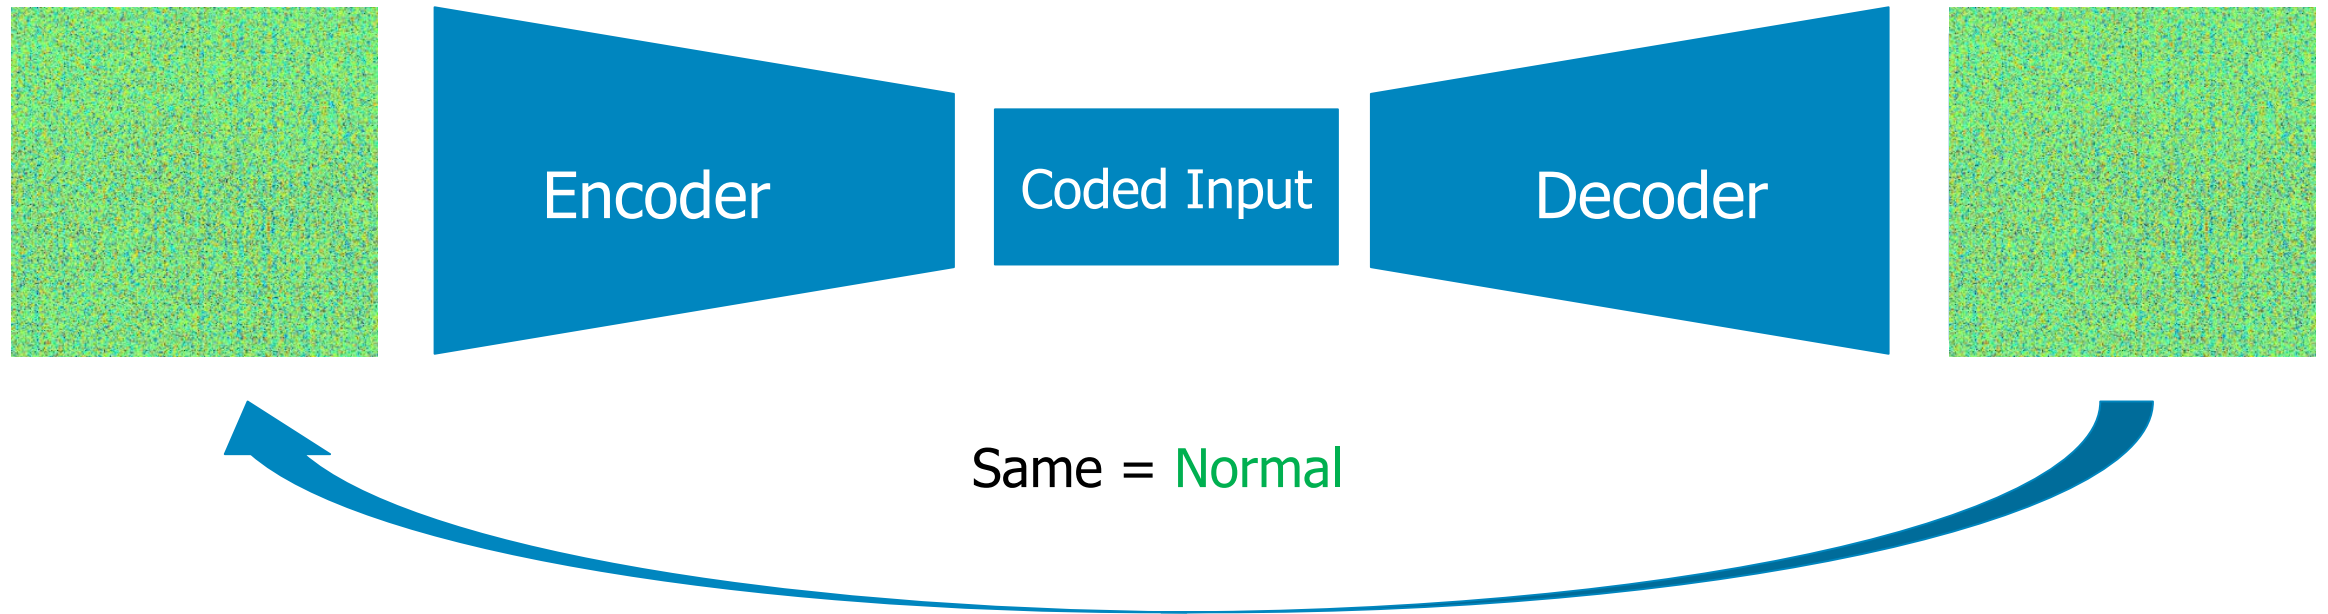 Encoder
Coded Input
Decoder
Same = Normal